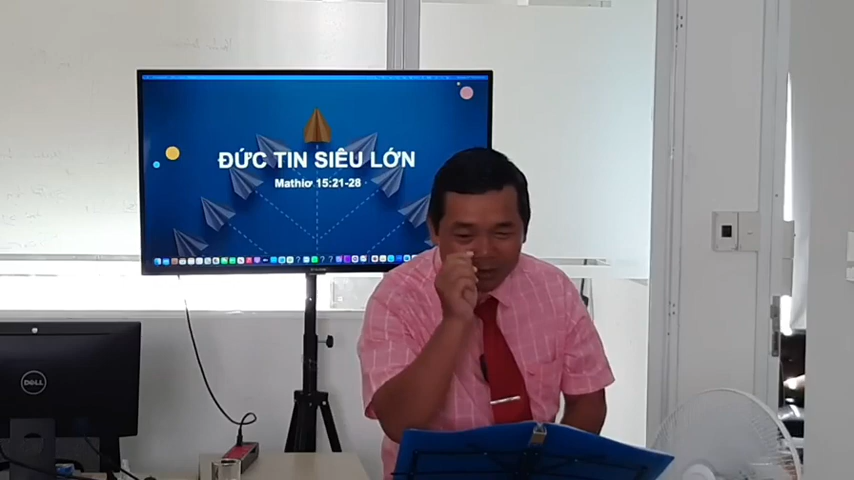 ĐỨC TIN SIÊU LỚN
Mathiơ 15:21-28
DELL